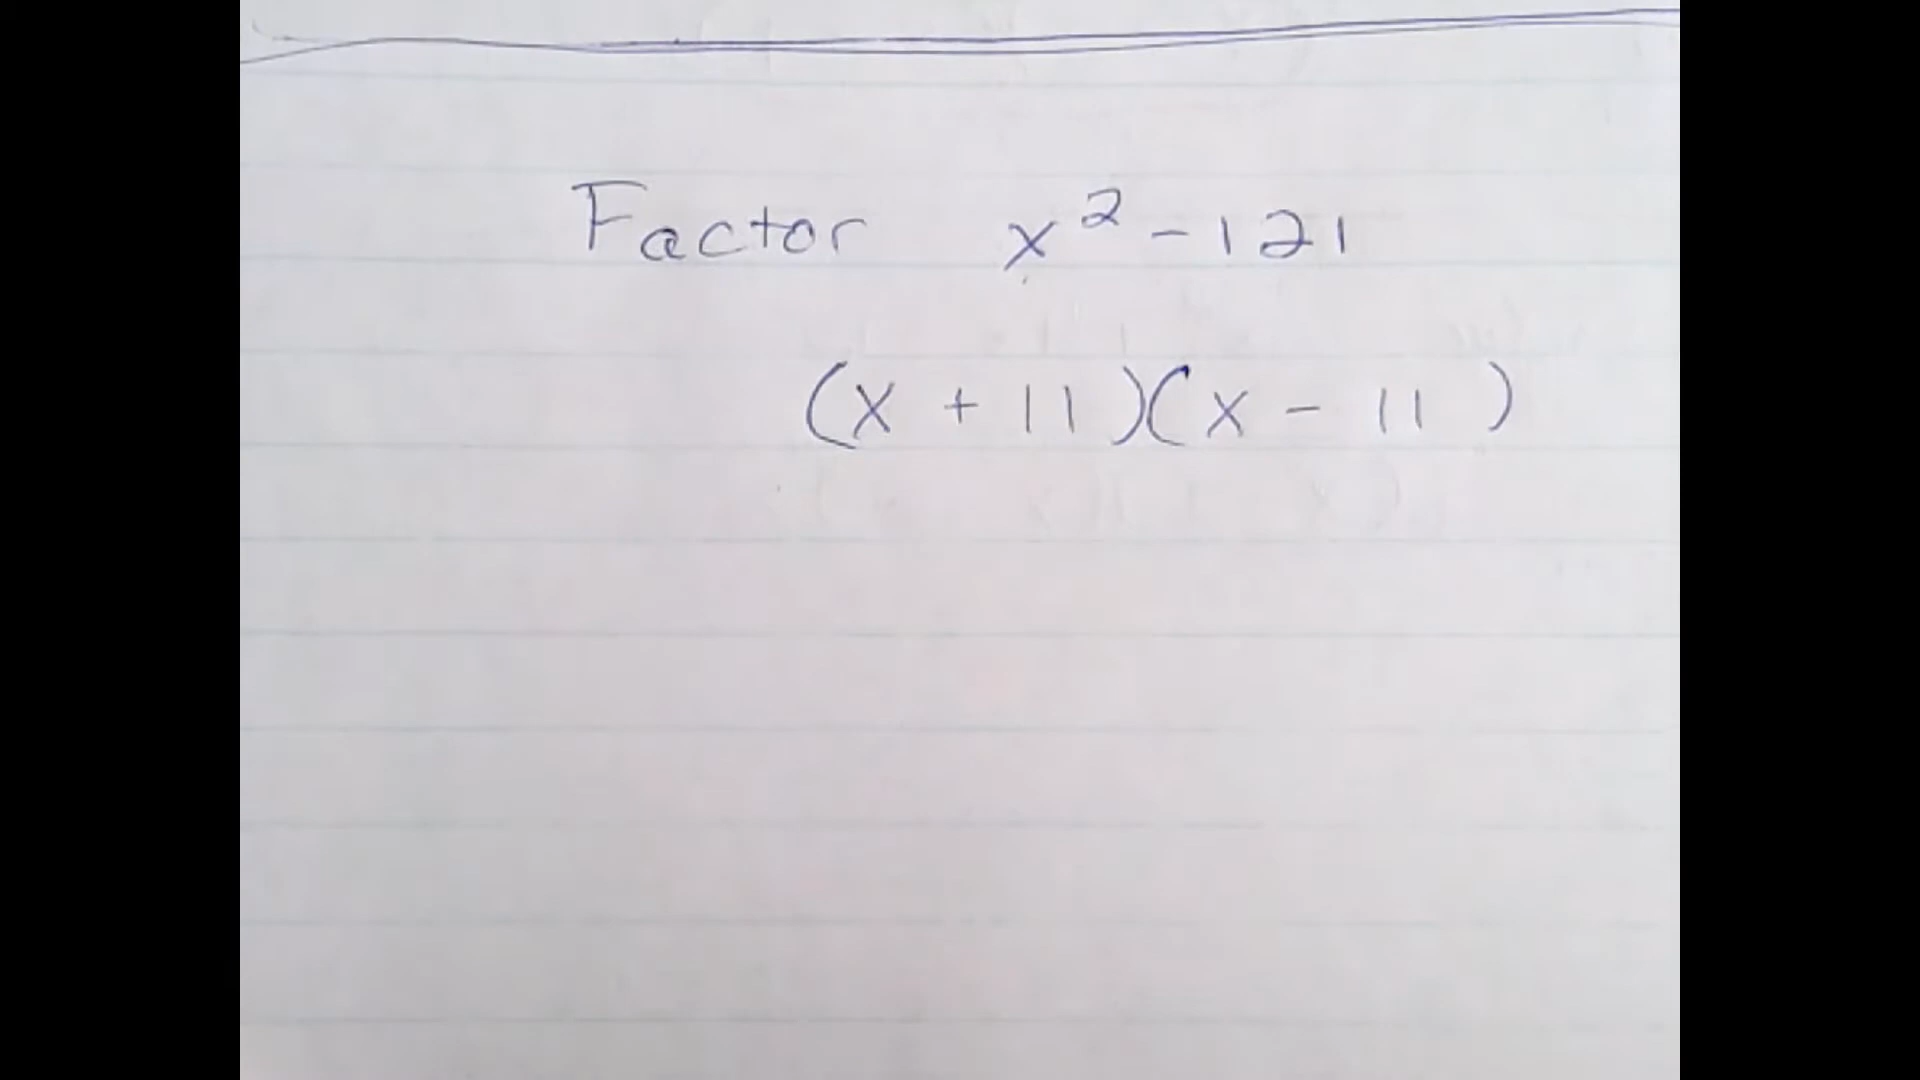 Factor x² - 121
(x + 11)(x - 11)